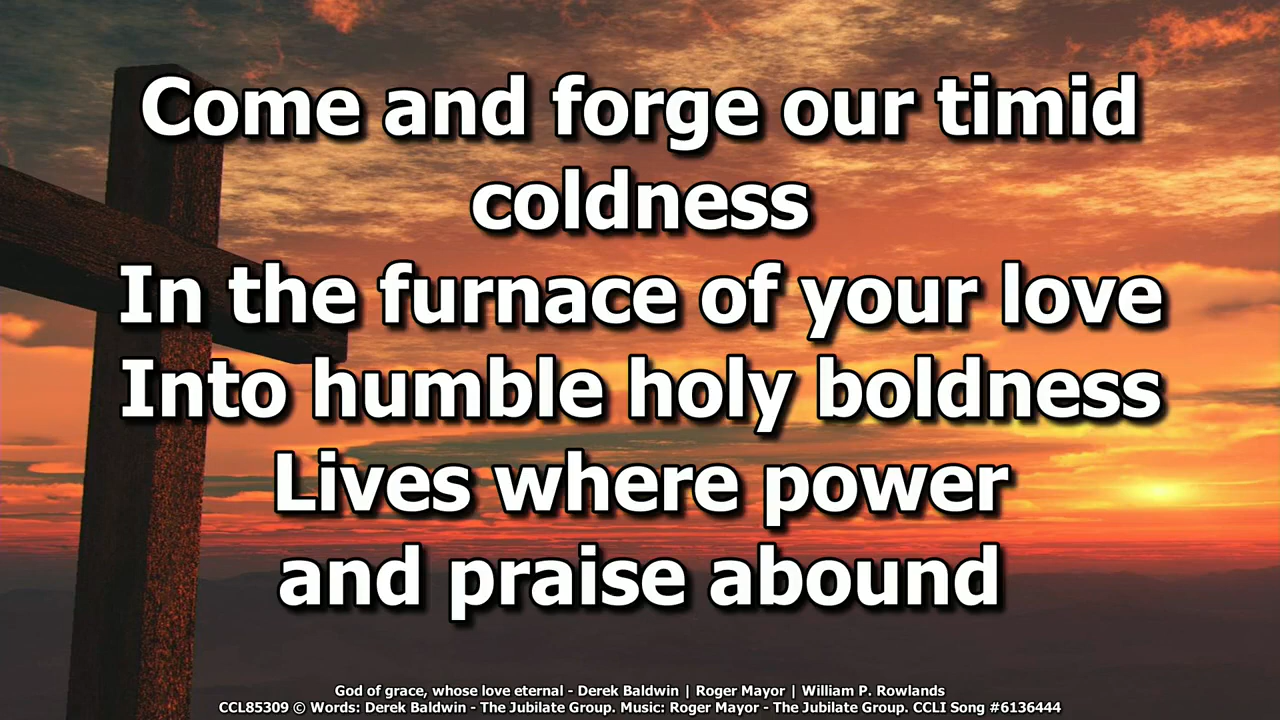 Come and forge our timid
coldness
In the furnace of your love
Into humble holy boldness
Lives where power
and praise abound
God of grace, whose love eternal - Derek Baldwin | Roger Mayor | William P. Rowlands
CCL85309 © Words: Derek Baldwin - The Jubilate Group. Music: Roger Mayor - The Jubilate Group. CCLI Song #6136444